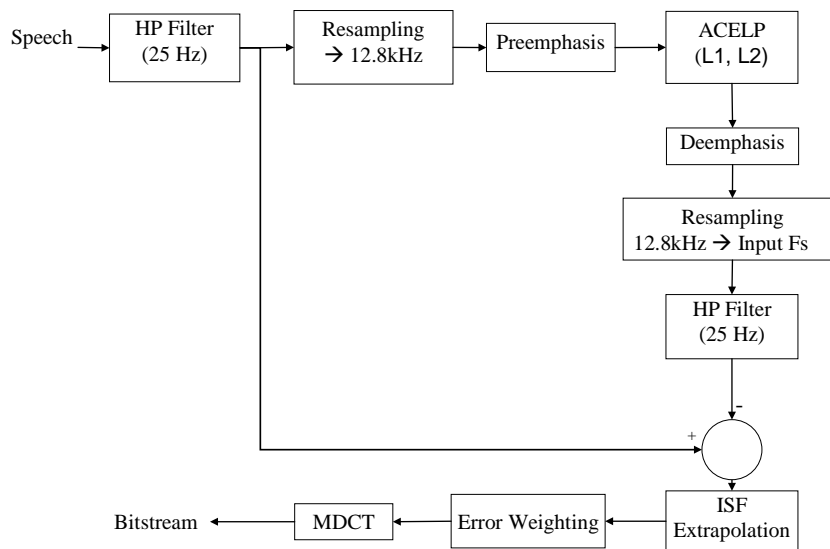 Speech
HP Filter
(25 Hz)
Resampling
→ 12.8kHz
Preemphasis
ACELP
(L1, L2)
Deemphasis
Resampling
12.8kHz → Input Fs
HP Filter
(25 Hz)
-
+
ISF
Extrapolation
Error Weighting
MDCT
Bitstream